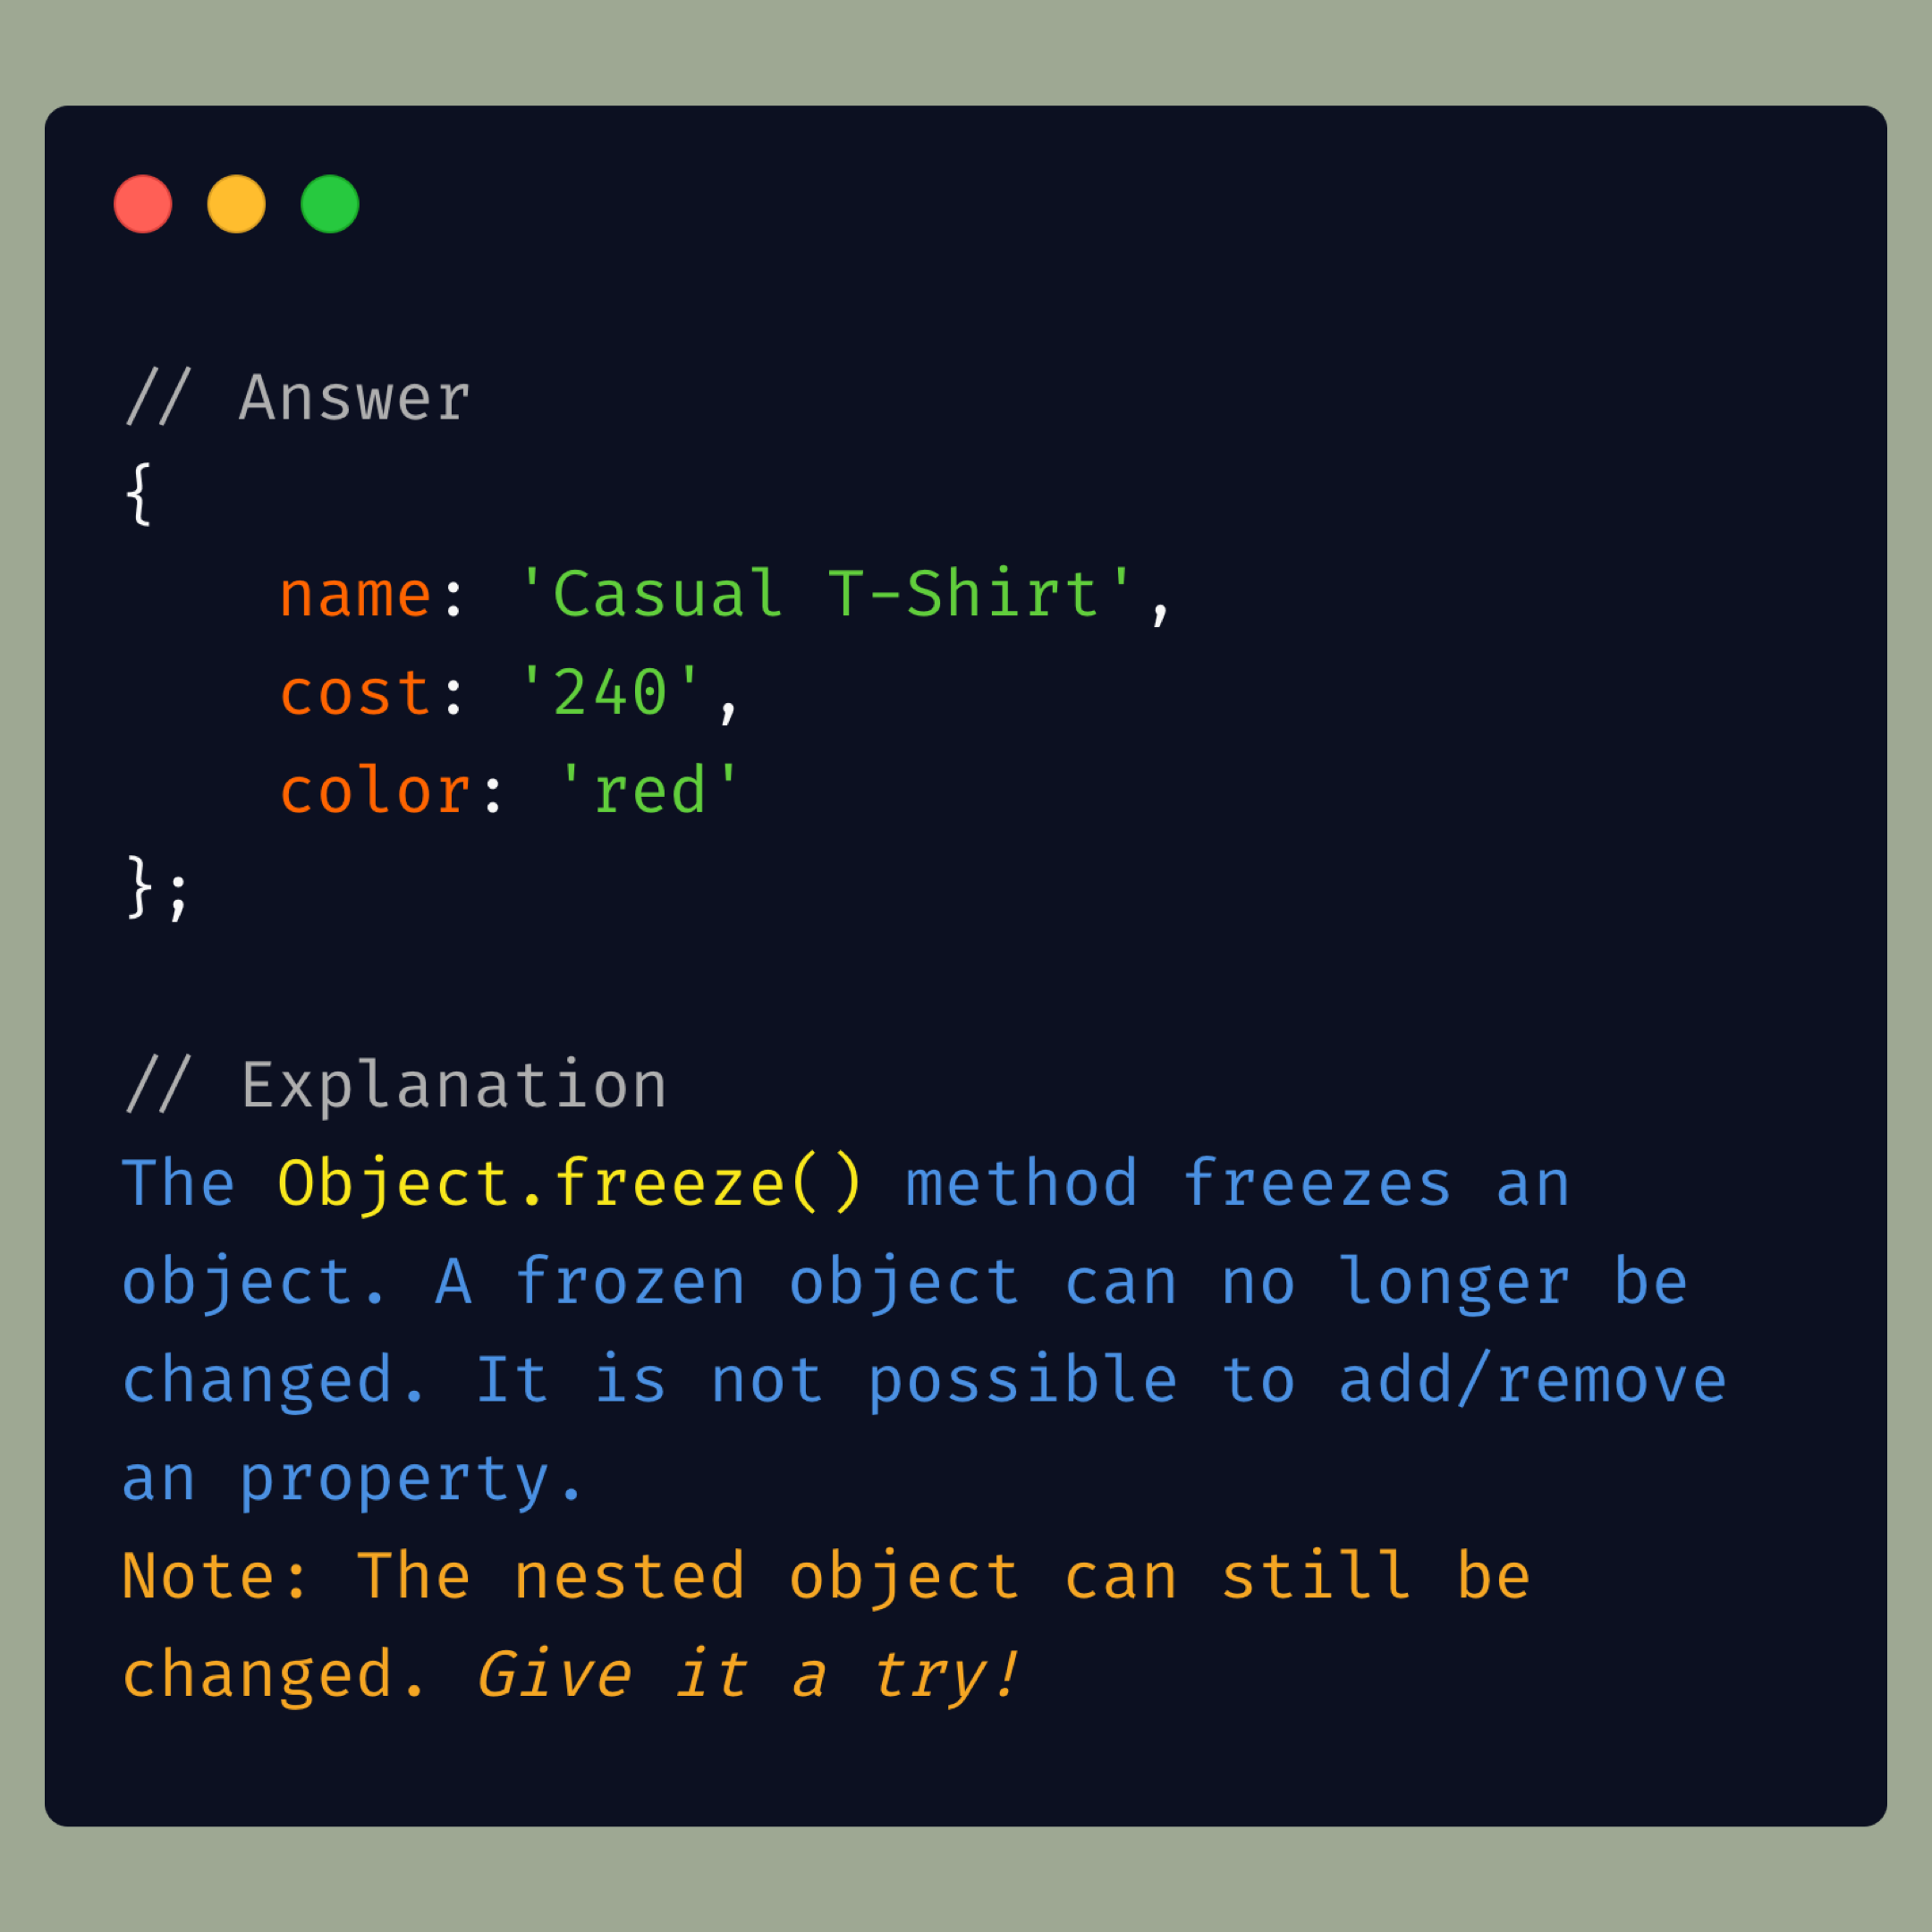 // Answer
{
    name: 'Casual T-Shirt',
    cost: '240',
    color: 'red'
};
// Explanation
The Object.freeze() method freezes an
object. A frozen object can no longer be
changed. It is not possible to add/remove
an property.
Note: The nested object can still be
changed. Give it a try!